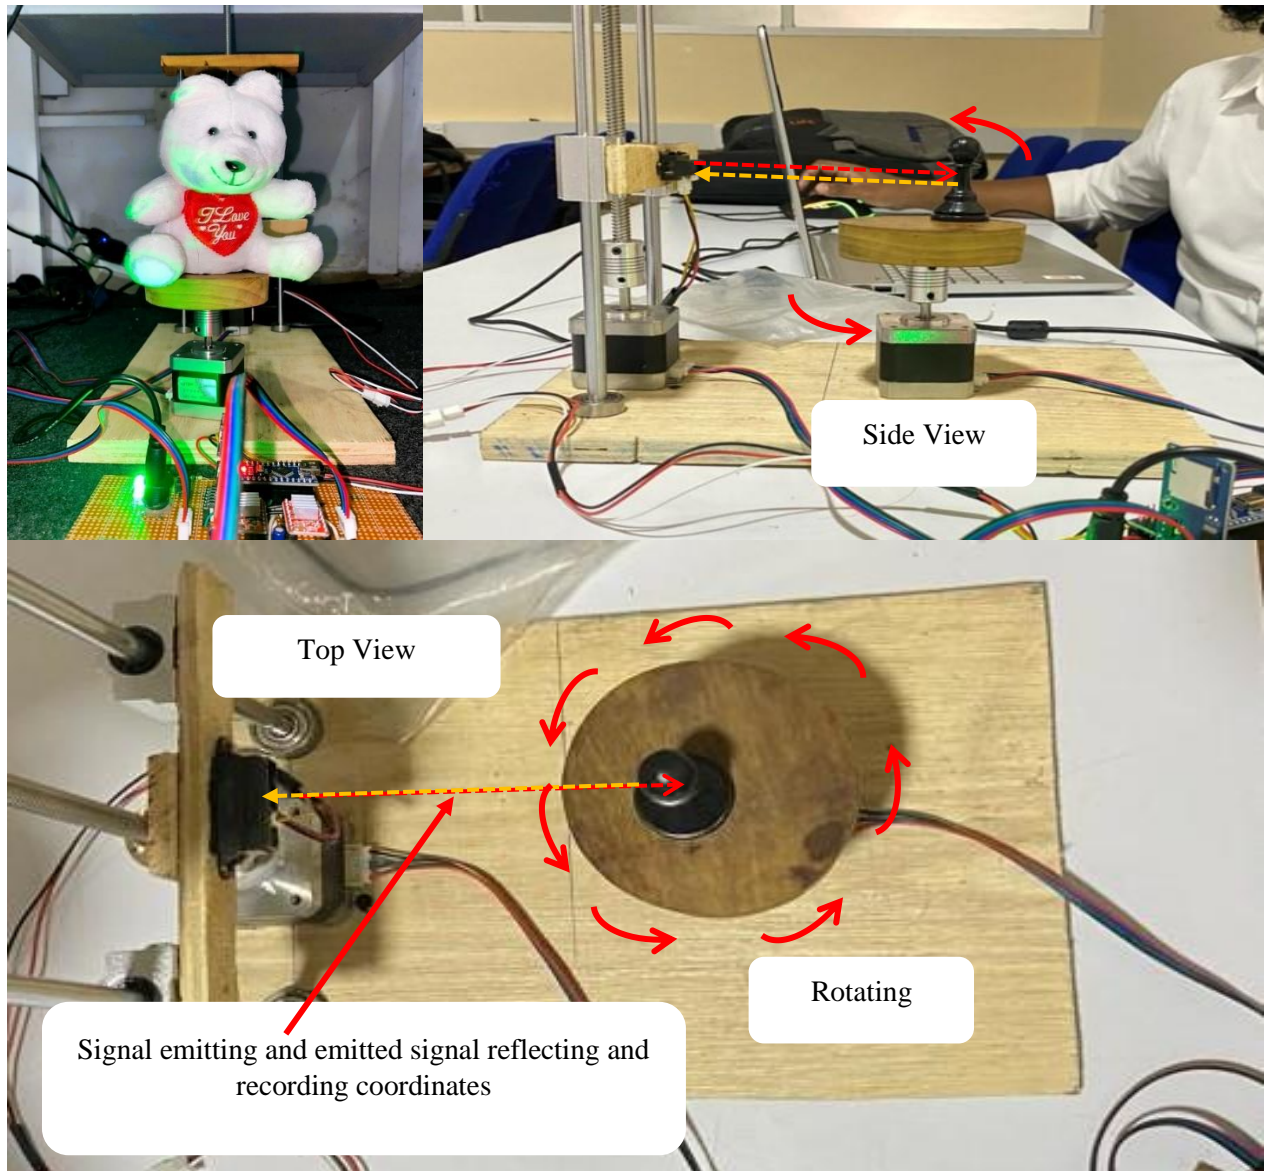 I Love
You
Side View
Top View
Rotating
Signal emitting and emitted signal reflecting and
recording coordinates